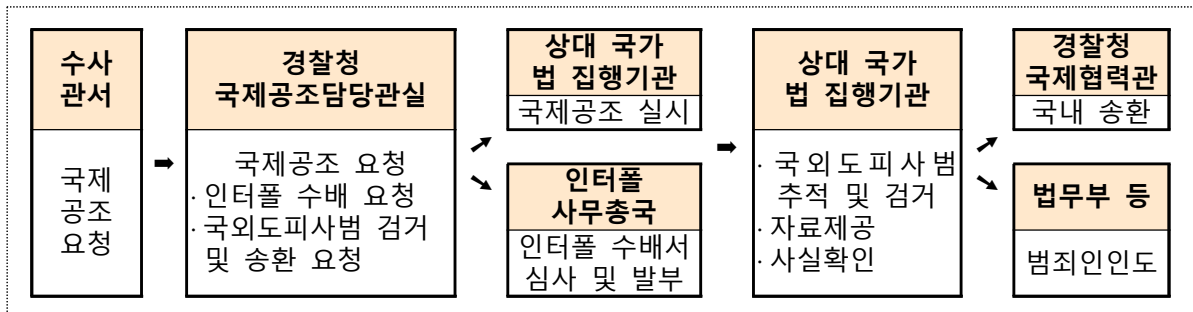 수사
관서
국제
공조
요청
➡
경찰청
국제공조담당관실
국제공조 요청
· 인터폴 수배 요청
· 국외도피사범 검거
및 송환 요청
상대 국가
법 집행기관
국제공조 실시
인터폴
사무총국
인터폴 수배서
심사 및 발부
➡
상대 국가
법 집행기관
· 국외도피사범
추적 및 검거
· 자료제공
· 사실확인
경찰청
국제협력관
국내 송환
법무부 등
범죄인인도